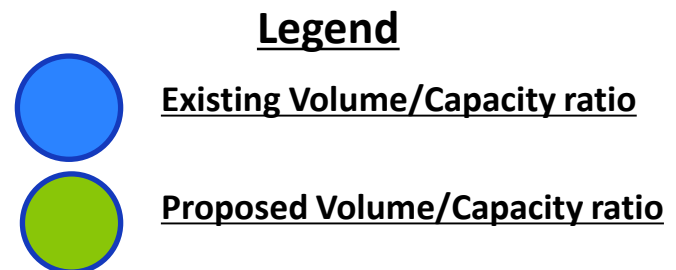 Legend
Existing Volume/Capacity ratio
Proposed Volume/Capacity ratio